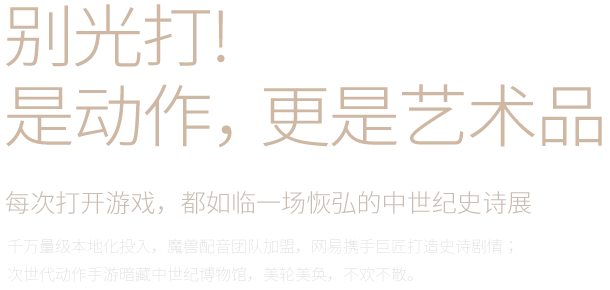 别光打!
是动作，更是艺术品
每次打开游戏，都如临一场恢弘的中世纪史诗展
千万量级本地化投入，魔兽配音团队加盟，网易携手巨匠打造史诗剧情；
次世代动作手游暗藏中世纪博物馆，美轮美奂，不欢不散。